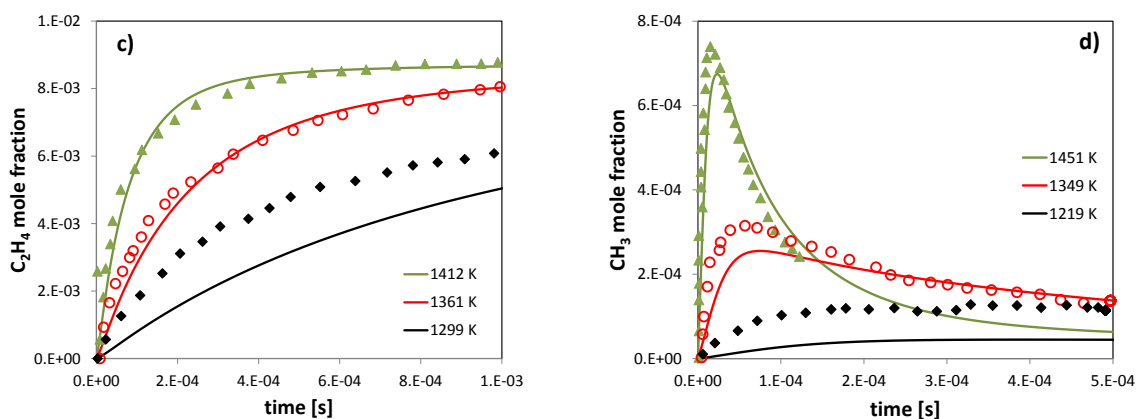 c)
C₂H₄ mole fraction
1.E-02
8.E-03
6.E-03
4.E-03
2.E-03
0.E+00
1412 K
1361 K
1299 K
0.E+00 2.E-04 4.E-04 6.E-04 8.E-04 1.E-03
time [s]
d)
CH₃ mole fraction
8.E-04
6.E-04
4.E-04
2.E-04
0.E+00
1451 K
1349 K
1219 K
0.E+00 1.E-04 2.E-04 3.E-04 4.E-04 5.E-04
time [s]